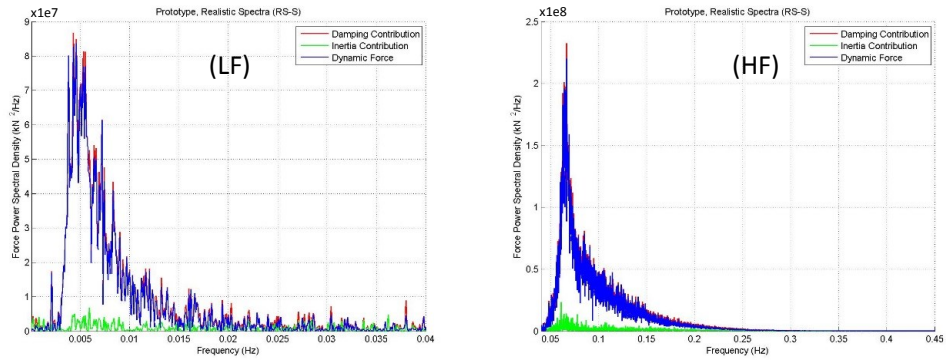 Prototype, Realistic Spectra (RS-S)
x1e7
Force Power Spectral Density (kN ^2/Hz)
9
8
7
6
5
4
3
2
1
0
(LF)
Damping Contribution
Inertia Contribution
Dynamic Force
0.005
0.01
0.015
0.02
0.025
0.03
0.035
0.04
Frequency (Hz)
Prototype, Realistic Spectra (RS-S)
x1e8
Force Power Spectral Density (kN ^2/Hz)
2.5
2
1.5
1
0.5
0
(HF)
Damping Contribution
Inertia Contribution
Dynamic Force
0.05
0.1
0.15
0.2
0.25
0.3
0.35
0.4
0.45
Frequency (Hz)